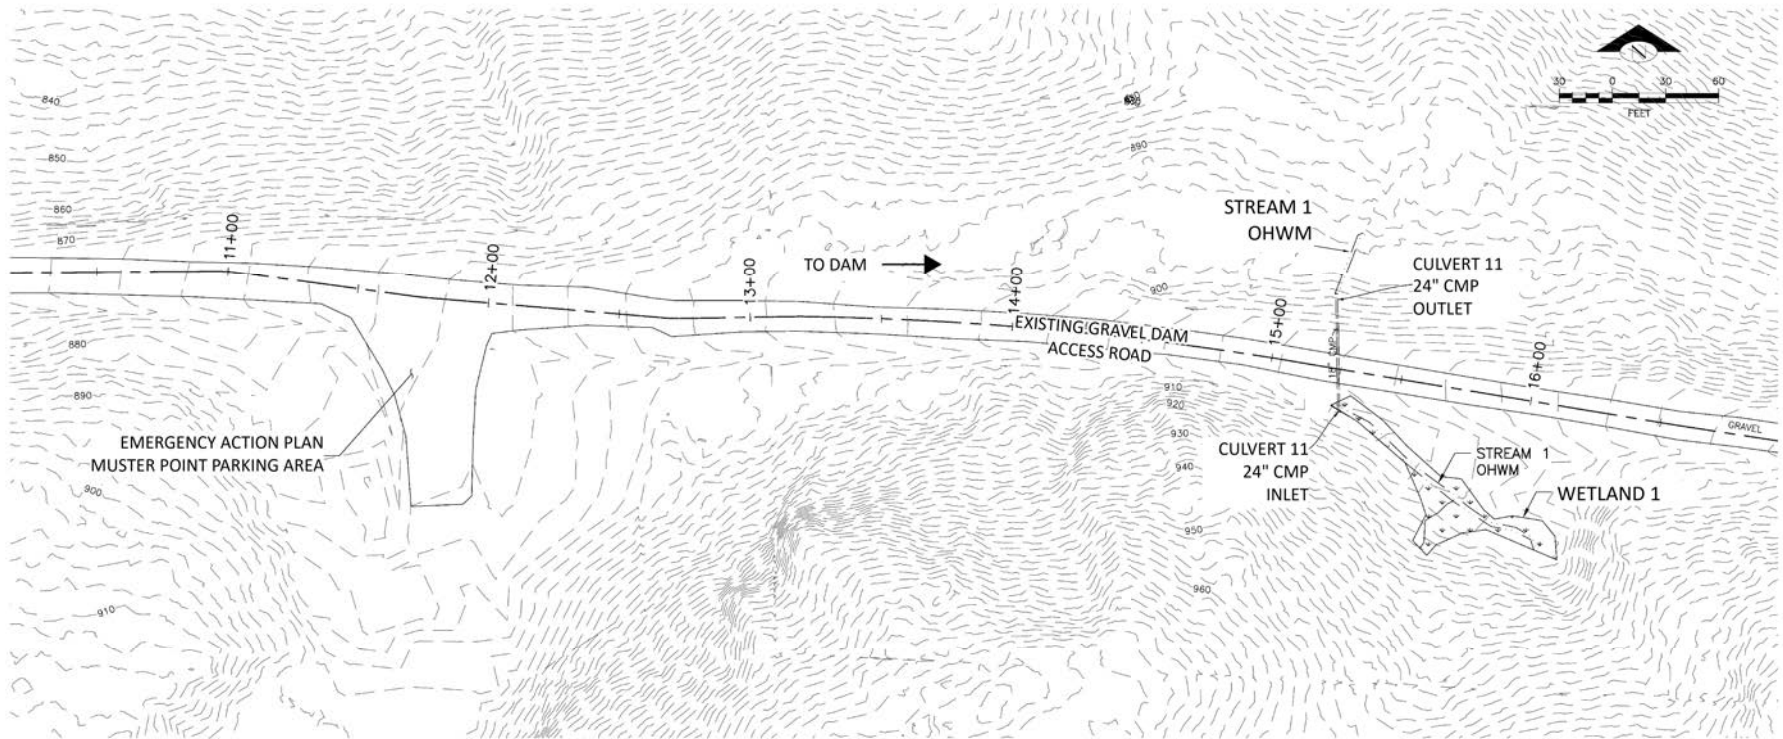 30 0 30 60
FEET
840
850
860
870
880
890
900
910
11+00
12+00
13+00
14+00
15+00
16+00
TO DAM
890
900
STREAM 1
OHWM
CULVERT 11
24" CMP
OUTLET
EXISTING GRAVEL DAM
ACCESS ROAD
18" CMP
GRAVEL
EMERGENCY ACTION PLAN
MUSTER POINT PARKING AREA
910
920
930
940
950
960
CULVERT 11
24" CMP
INLET
STREAM 1
OHWM
WETLAND 1